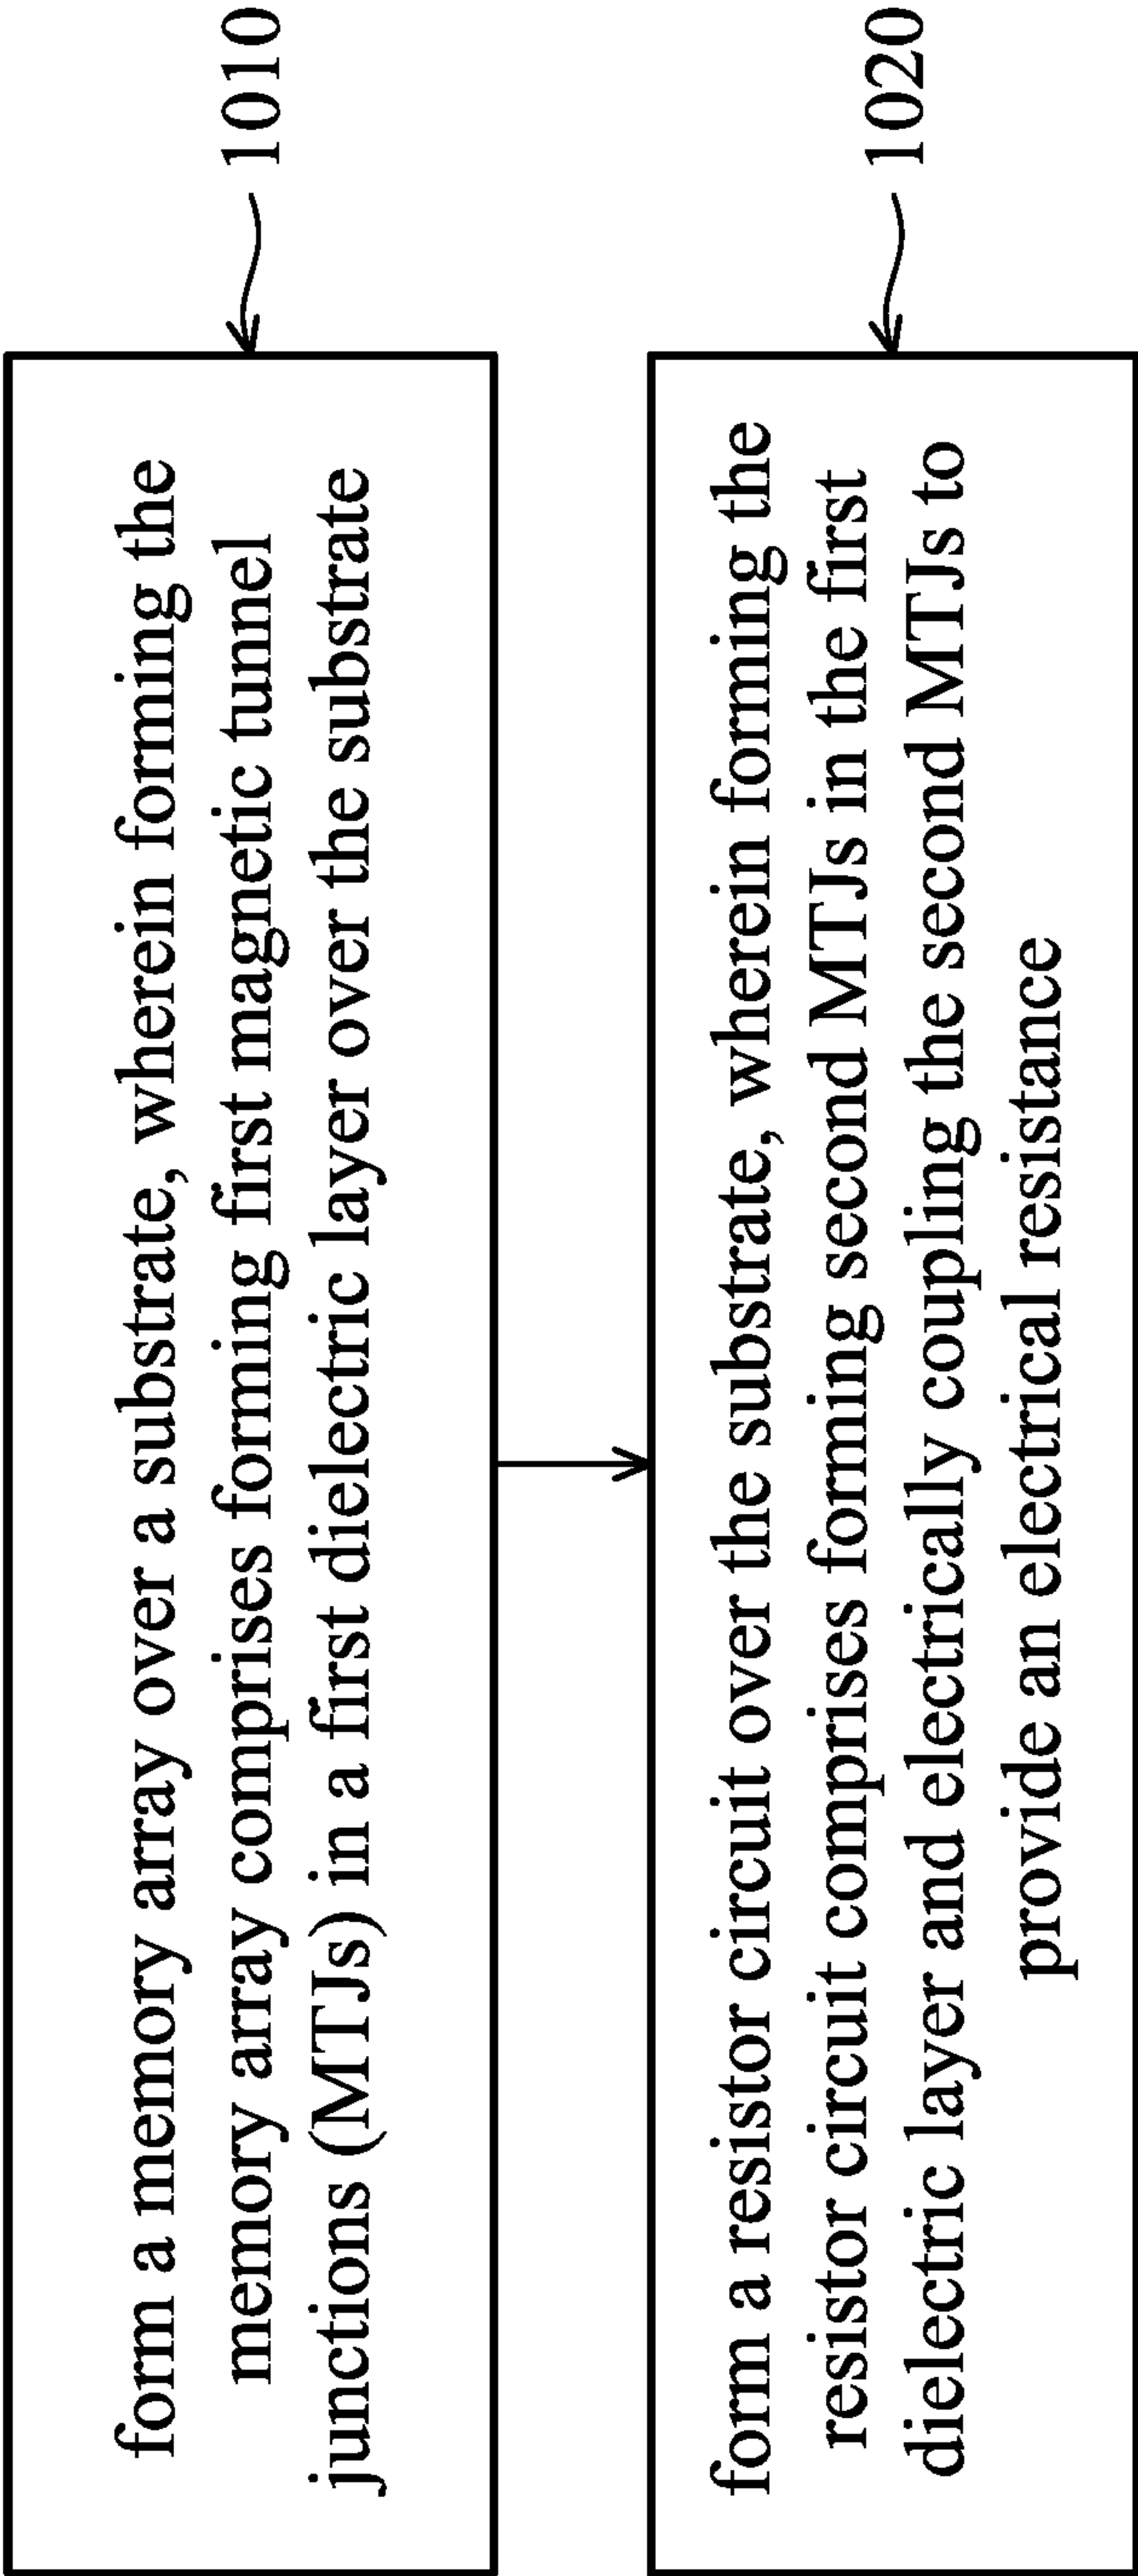 form a memory array over a substrate, wherein forming the
memory array comprises forming first magnetic tunnel
junctions (MTJs) in a first dielectric layer over the substrate
1010
form a resistor circuit over the substrate, wherein forming the
resistor circuit comprises forming second MTJs in the first
dielectric layer and electrically coupling the second MTJs to
provide an electrical resistance
1020